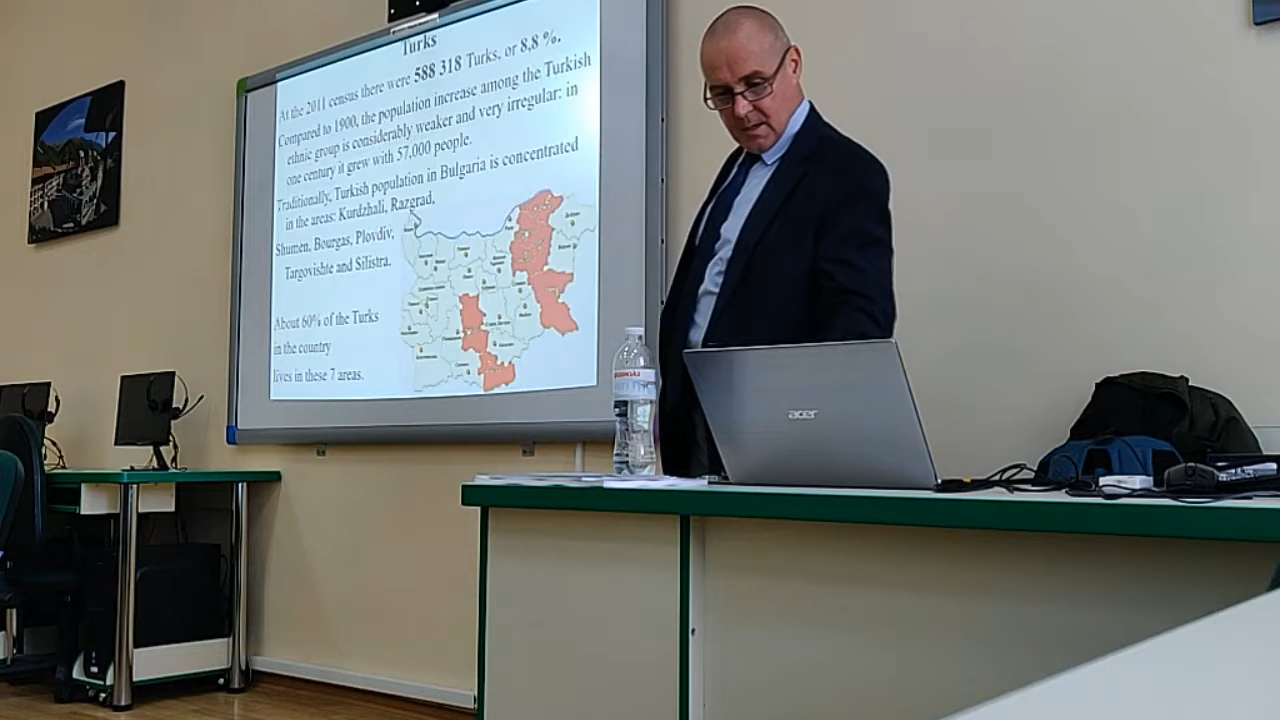 Turks
At the 2011 census there were 588 318 Turks, or 8,8 %.
Compared to 1900, the population increase among the Turkish
ethnic group is considerably weaker and very irregular: in
one century it grew with 57,000 people.
Traditionally, Turkish population in Bulgaria is concentrated
in the areas: Kurdzhali, Razgrad,
Shumen, Bourgas, Plovdiv,
Targovishte and Silistra.
About 60% of the Turks
in the country
lives in these 7 areas.
acer